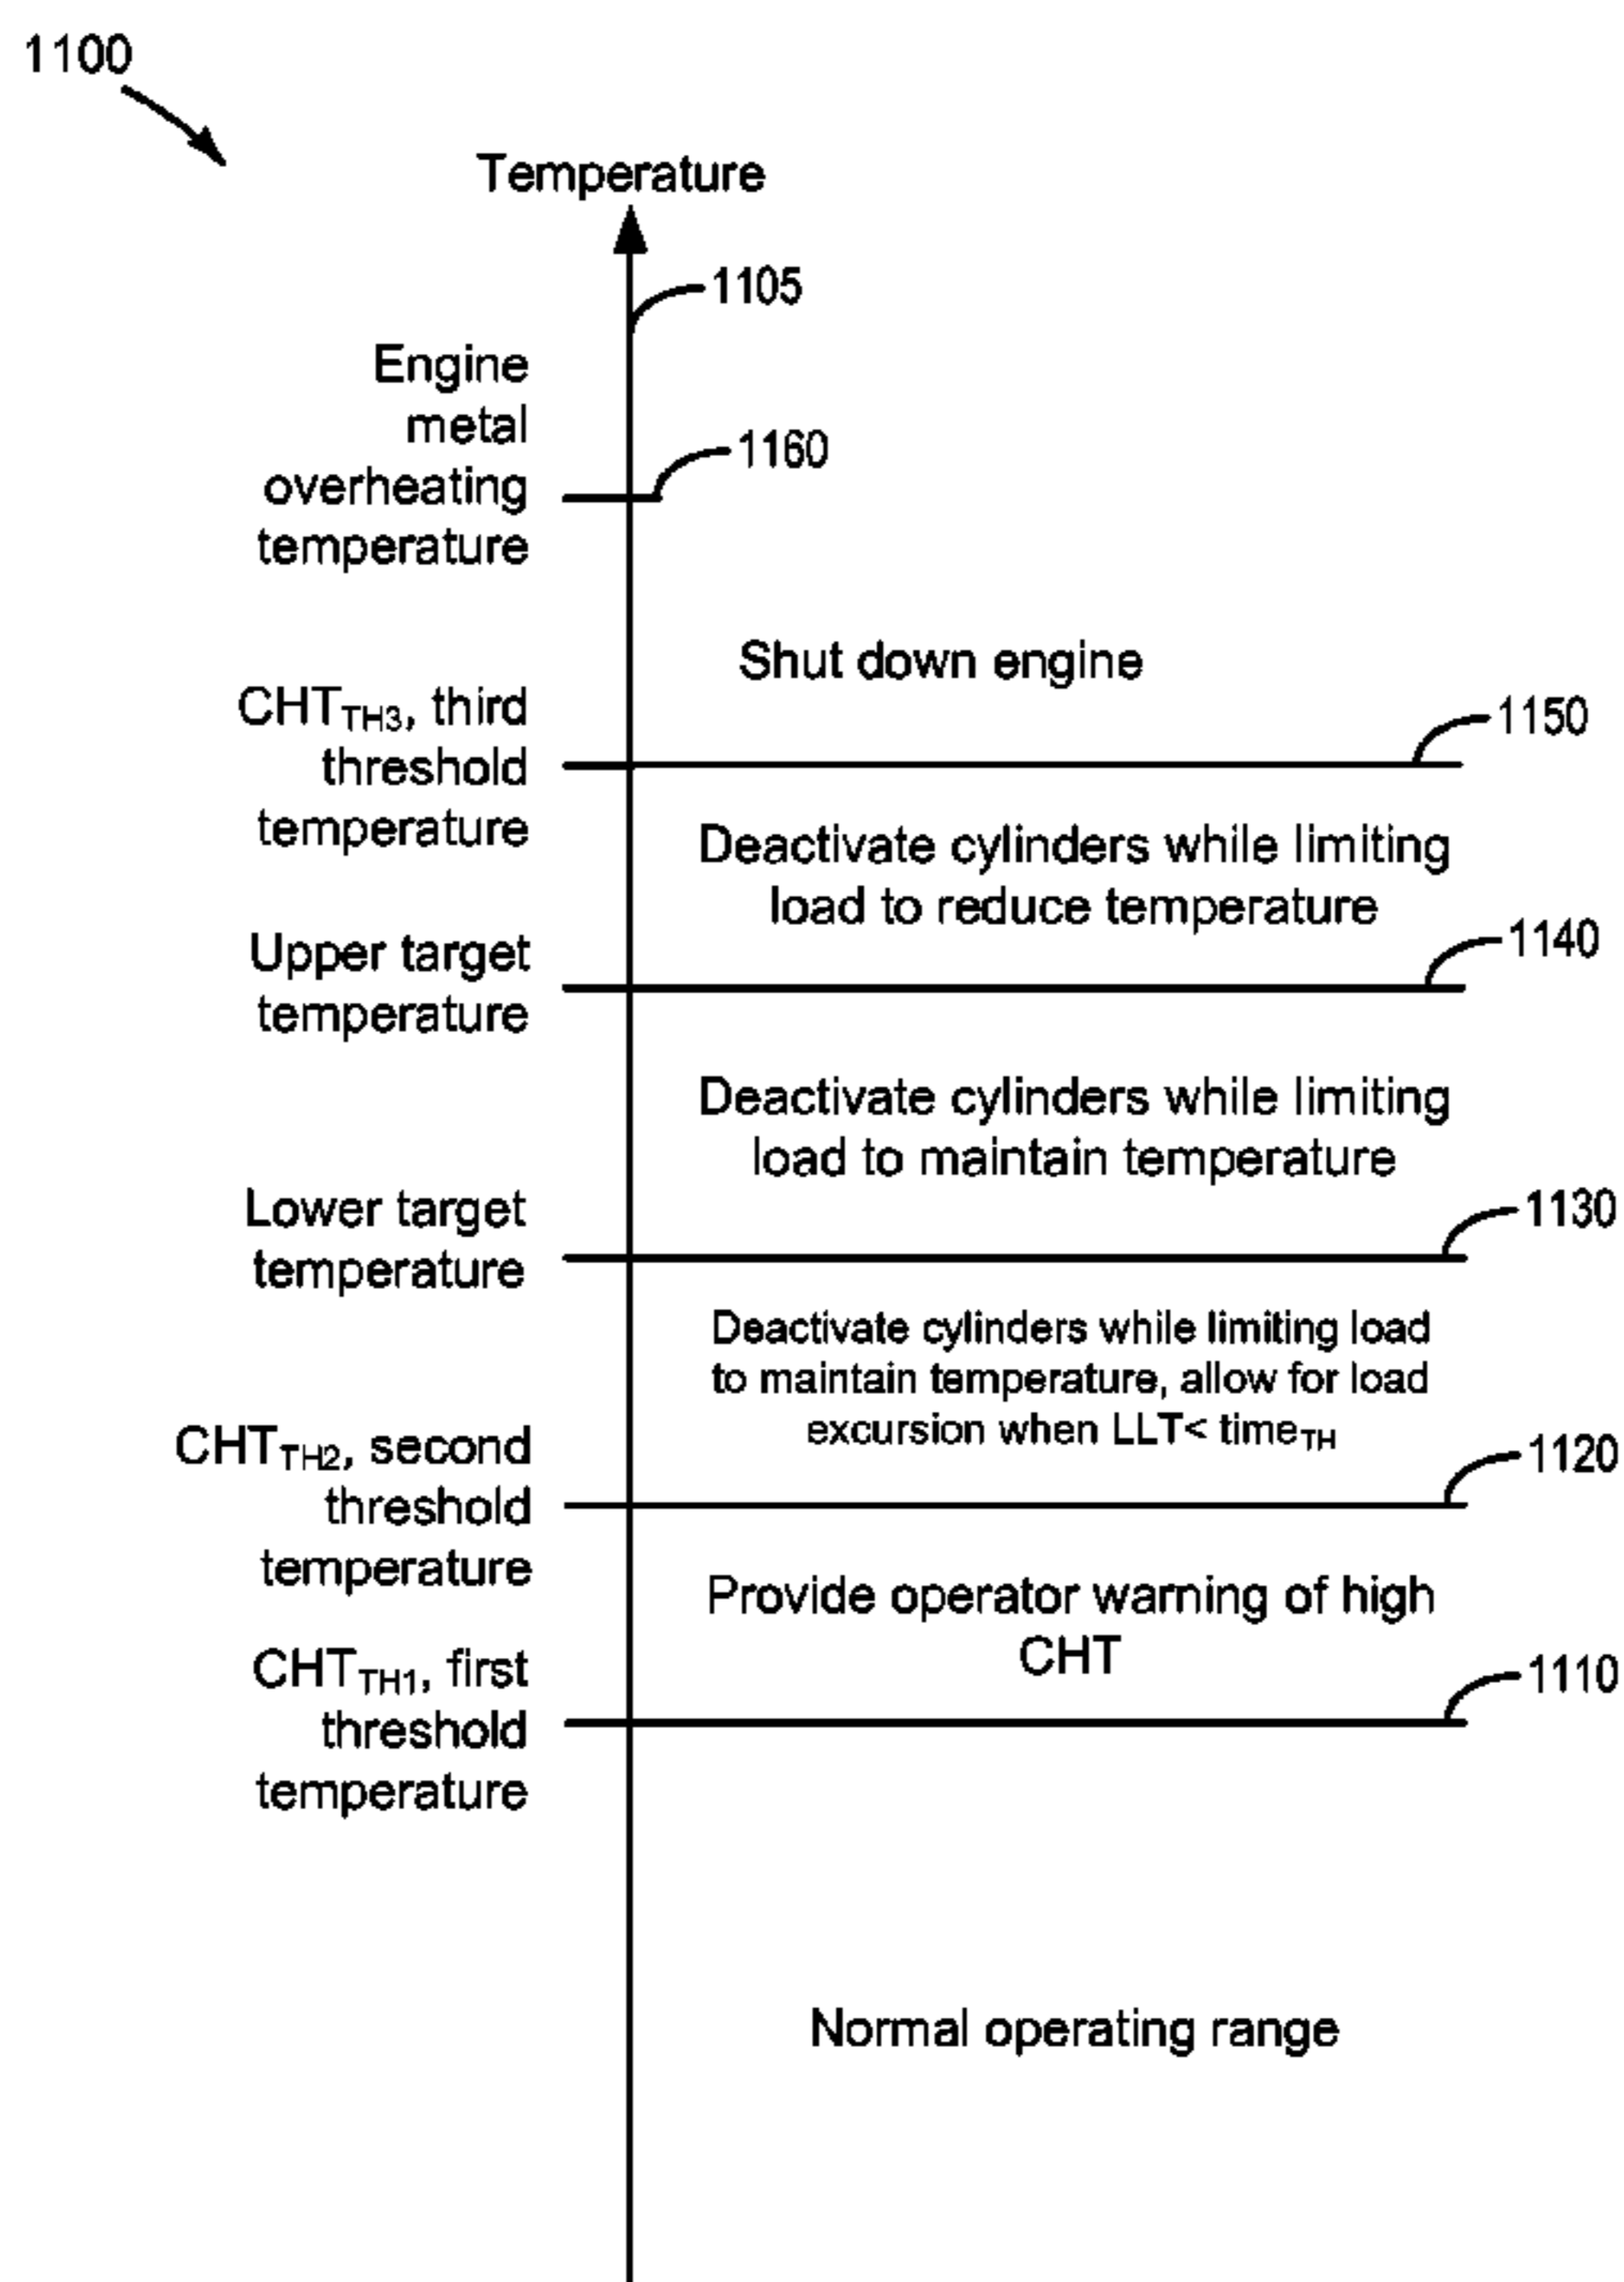 1100
Temperature
1105
Engine
metal
overheating
temperature
1160
Shut down engine
CHTTH3, third
threshold
temperature
1150
Deactivate cylinders while limiting
load to reduce temperature
Upper target
temperature
1140
Deactivate cylinders while limiting
load to maintain temperature
Lower target
temperature
1130
Deactivate cylinders while limiting load
to maintain temperature, allow for load
excursion when LLT< timeTH
CHTTH2, second
threshold
temperature
1120
Provide operator warning of high
CHT
CHTTH1, first
threshold
temperature
1110
Normal operating range